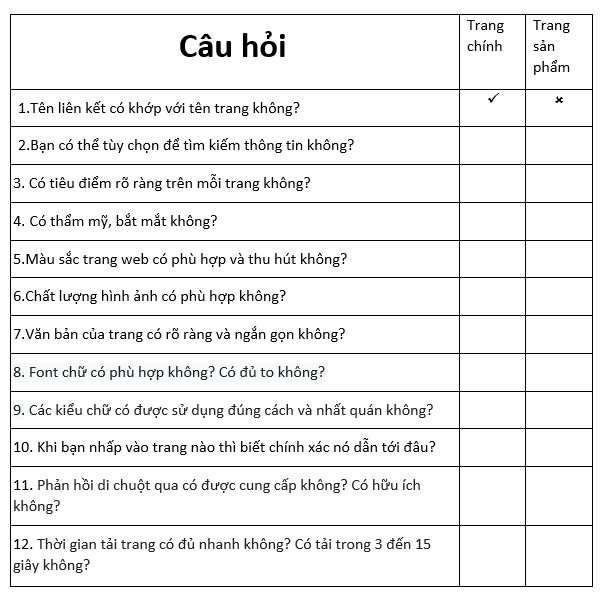 Câu hỏi
Trang
chính
Trang
sản
phẩm
1.Tên liên kết có khớp với tên trang không? ✓ ×
2.Bạn có thể tùy chọn để tìm kiếm thông tin không?
3. Có tiêu điểm rõ ràng trên mỗi trang không?
4. Có thẩm mỹ, bắt mắt không?
5.Màu sắc trang web có phù hợp và thu hút không?
6.Chất lượng hình ảnh có phù hợp không?
7.Văn bản của trang có rõ ràng và ngắn gọn không?
8. Font chữ có phù hợp không? Có đủ to không?
9. Các kiểu chữ có được sử dụng đúng cách và nhất quán không?
10. Khi bạn nhấp vào trang nào thì biết chính xác nó dẫn tới đâu?
11. Phản hồi di chuột qua có được cung cấp không? Có hữu ích
không?
12. Thời gian tải trang có đủ nhanh không? Có tải trong 3 đến 15
giây không?